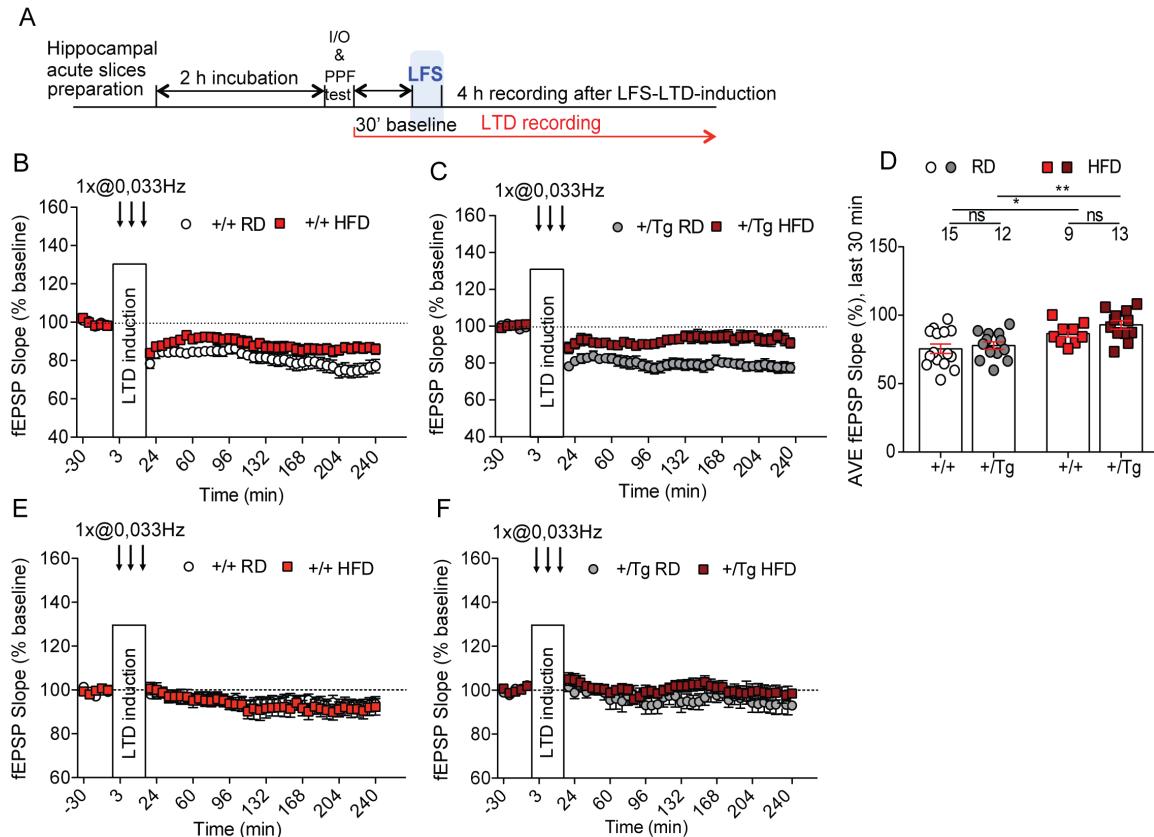 A
Hippocampal
acute slices
preparation
2 h incubation
I/O
&
PPF
test
LFS
4 h recording after LFS-LTD-induction
30' baseline
LTD recording
B
1x@0,033Hz
+/+ RD
+/+ HFD
fEPSP Slope (% baseline)
160
140
120
100
80
60
40
LTD induction
-30
3
24
60
96
132
168
204
240
Time (min)
C
1x@0,033Hz
+/Tg RD
+/Tg HFD
fEPSP Slope (% baseline)
160
140
120
100
80
60
40
LTD induction
-30
3
24
60
96
132
168
204
240
Time (min)
D
RD
HFD
**
*
ns
ns
15
12
9
13
AVE fEPSP Slope (%), last 30 min
150
100
50
0
+/+
+/Tg
+/+
+/Tg
E
1x@0,033Hz
+/+ RD
+/+ HFD
fEPSP Slope (% baseline)
160
140
120
100
80
60
LTD induction
-30
3
24
60
96
132
168
204
240
Time (min)
F
1x@0,033Hz
+/Tg RD
+/Tg HFD
fEPSP Slope (% baseline)
160
140
120
100
80
60
LTD induction
-30
3
24
60
96
132
168
204
240
Time (min)